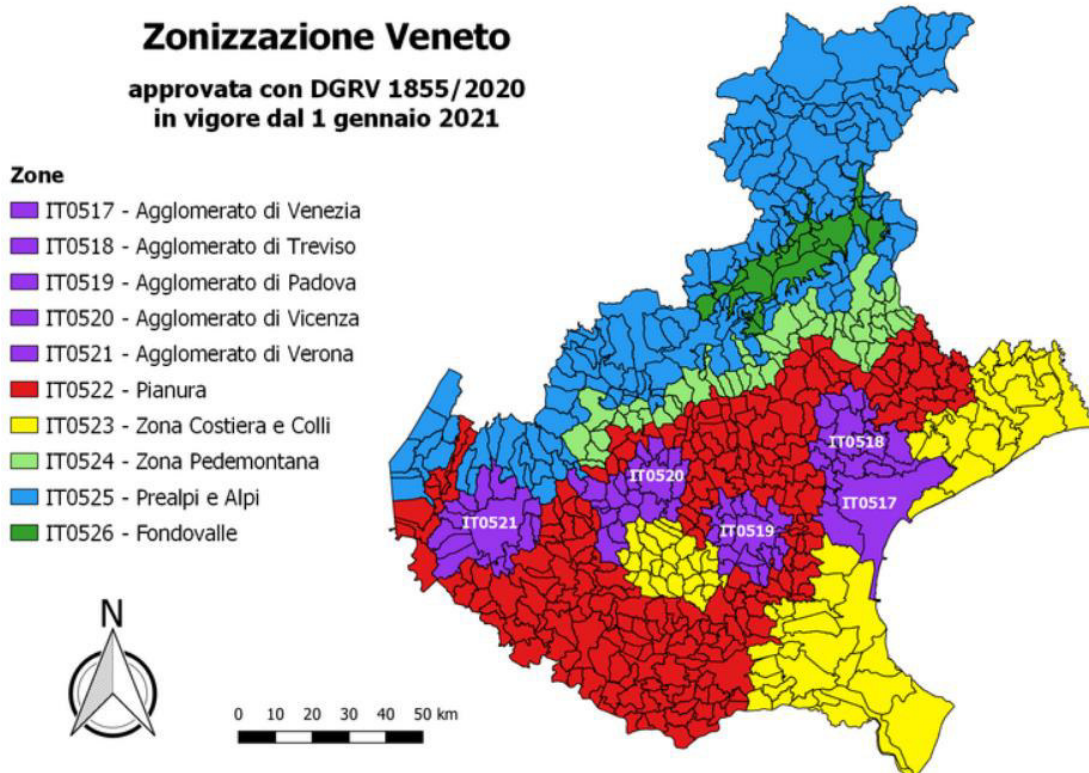 Zonizzazione Veneto
approvata con DGRV 1855/2020
in vigore dal 1 gennaio 2021
Zone
IT0517 - Agglomerato di Venezia
IT0518 - Agglomerato di Treviso
IT0519 - Agglomerato di Padova
IT0520 - Agglomerato di Vicenza
IT0521 - Agglomerato di Verona
IT0522 - Pianura
IT0523 - Zona Costiera e Colli
IT0524 - Zona Pedemontana
IT0525 - Prealpi e Alpi
IT0526 - Fondovalle
IT0518
IT0520
IT0517
IT0521
IT0519
N
0 10 20 30 40 50 km